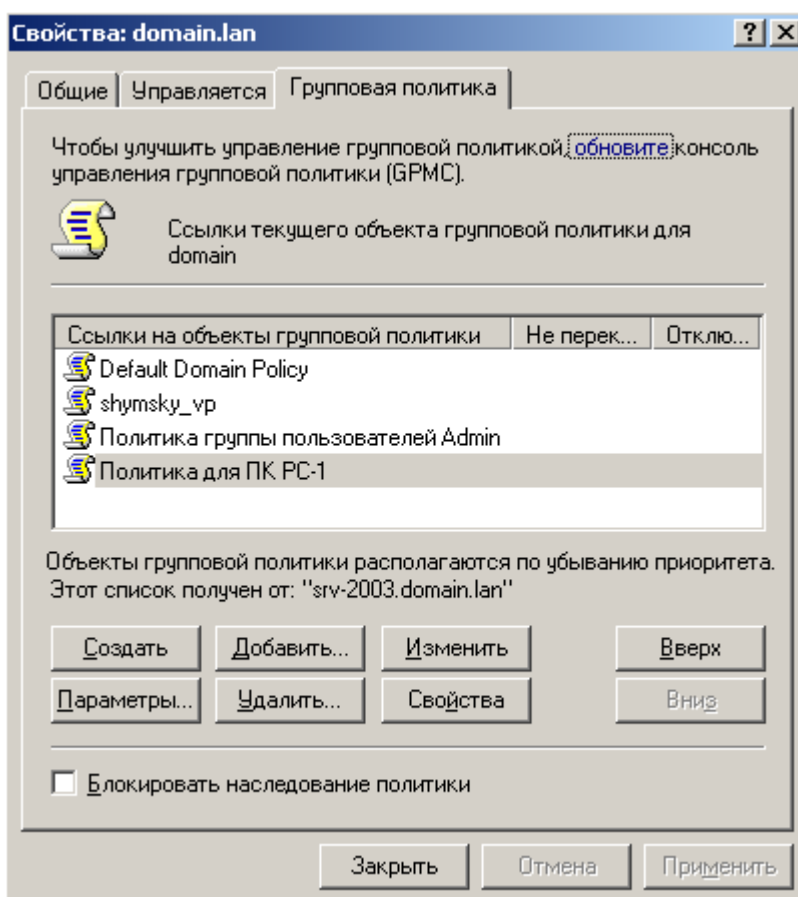 Свойства: domain.lan
Общие Управляется Групповая политика
Чтобы улучшить управление групповой политикой, обновите консоль
управления групповой политики (GPMC).
Ссылки текущего объекта групповой политики для
domain
Ссылки на объекты групповой политики Не перек... Отклю...
Default Domain Policy
shymsky_vp
Политика группы пользователей Admin
Политика для ПК PC-1
Объекты групповой политики располагаются по убыванию приоритета.
Этот список получен от: "srv-2003.domain.lan"
Создать Добавить... Изменить Вверх
Параметры... Удалить... Свойства Вниз
Блокировать наследование политики
Закрыть Отмена Применить